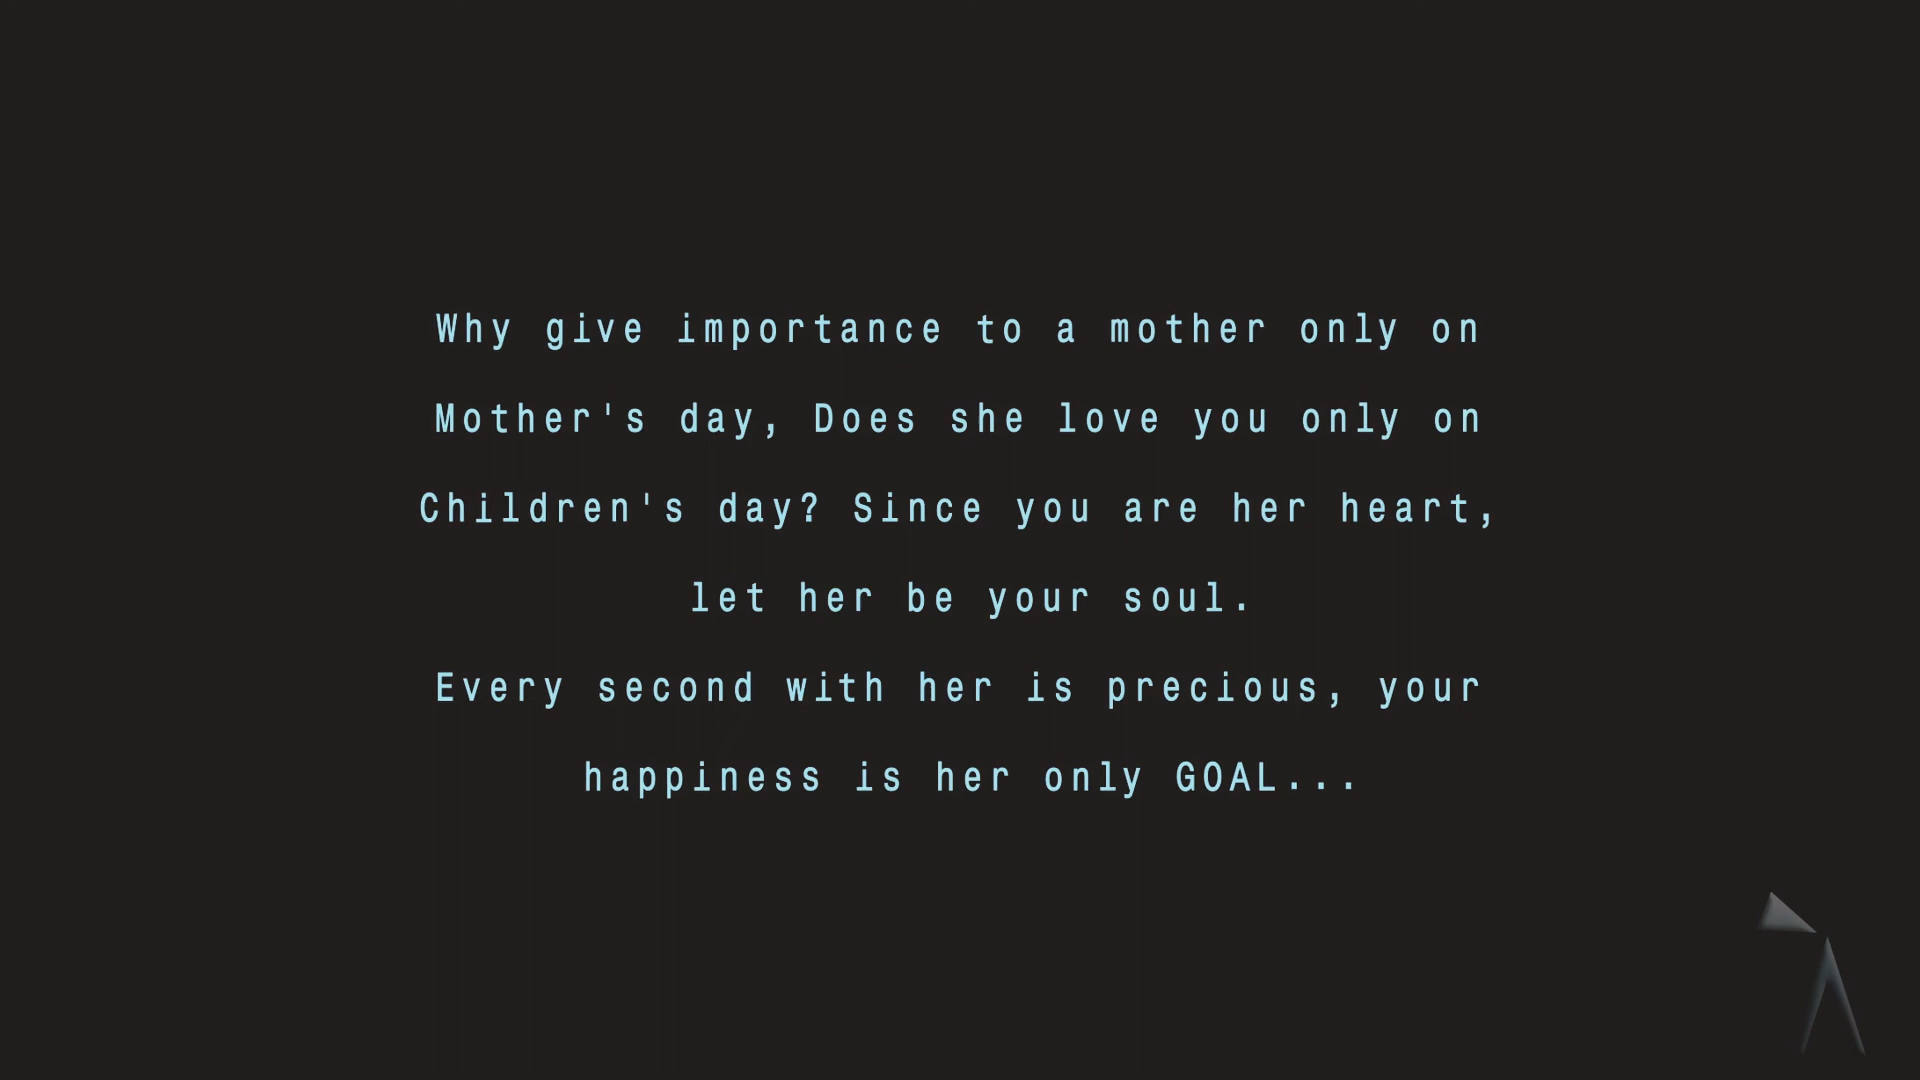 Why give importance to a mother only on
Mother's day, Does she love you only on
Children's day? Since you are her heart,
let her be your soul.
Every second with her is precious, your
happiness is her only GOAL...